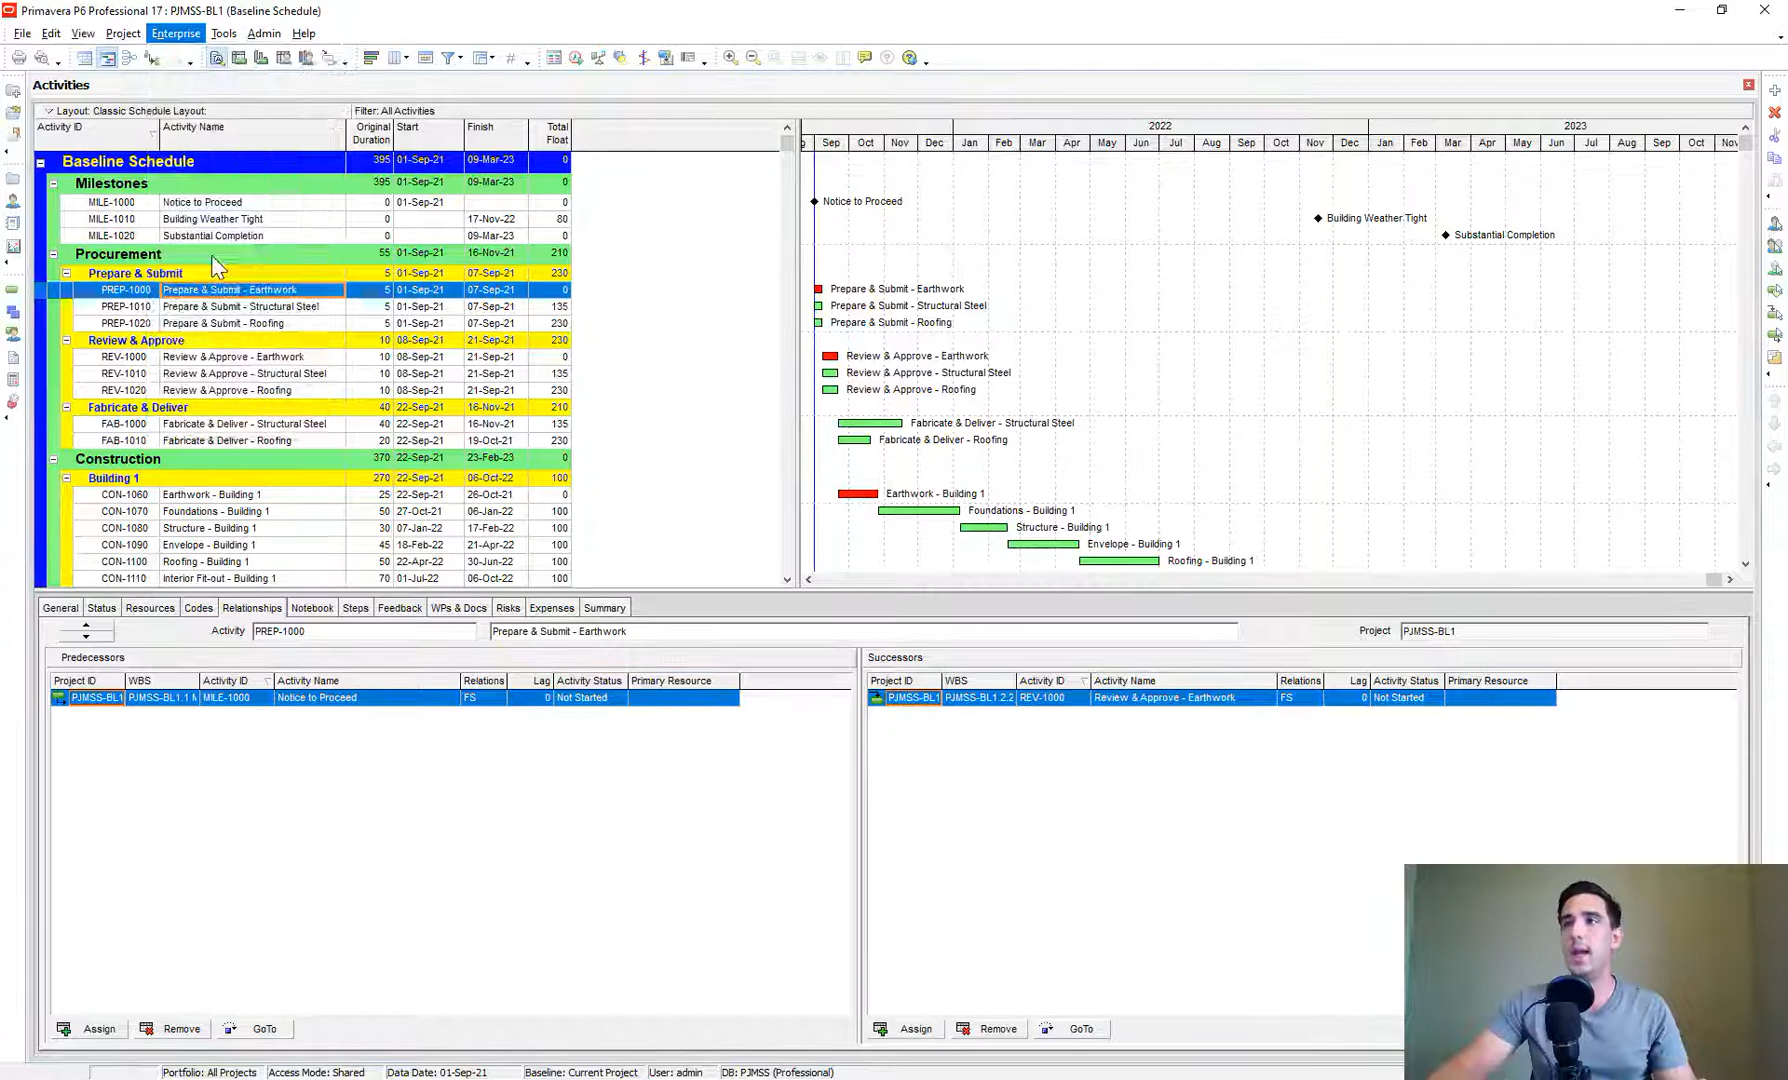 Primavera P6 Professional 17 : PJMSS-BL1 (Baseline Schedule)
File Edit View Project Enterprise Tools Admin Help
Activities
Layout: Classic Schedule Layout: Filter: All Activities
Activity ID Activity Name Original Duration Start Finish Total Float
Baseline Schedule 395 01-Sep-21 09-Mar-23 0
Milestones 395 01-Sep-21 09-Mar-23 0
MILE-1000 Notice to Proceed 0 01-Sep-21 0
MILE-1010 Building Weather Tight 0 17-Nov-22 80
MILE-1020 Substantial Completion 0 09-Mar-23 0
Procurement 55 01-Sep-21 16-Nov-21 210
Prepare & Submit 5 01-Sep-21 07-Sep-21 230
PREP-1000 Prepare & Submit - Earthwork 5 01-Sep-21 07-Sep-21 0
PREP-1010 Prepare & Submit - Structural Steel 5 01-Sep-21 07-Sep-21 135
PREP-1020 Prepare & Submit - Roofing 5 01-Sep-21 07-Sep-21 230
Review & Approve 10 08-Sep-21 21-Sep-21 230
REV-1000 Review & Approve - Earthwork 10 08-Sep-21 21-Sep-21 0
REV-1010 Review & Approve - Structural Steel 10 08-Sep-21 21-Sep-21 135
REV-1020 Review & Approve - Roofing 10 08-Sep-21 21-Sep-21 230
Fabricate & Deliver 40 22-Sep-21 16-Nov-21 210
FAB-1000 Fabricate & Deliver - Structural Steel 40 22-Sep-21 16-Nov-21 135
FAB-1010 Fabricate & Deliver - Roofing 20 22-Sep-21 19-Oct-21 230
Construction 370 22-Sep-21 23-Feb-23 0
Building 1 270 22-Sep-21 06-Oct-22 100
CON-1060 Earthwork - Building 1 25 22-Sep-21 26-Oct-21 0
CON-1070 Foundations - Building 1 50 27-Oct-21 06-Jan-22 100
CON-1080 Structure - Building 1 30 07-Jan-22 17-Feb-22 100
CON-1090 Envelope - Building 1 45 18-Feb-22 21-Apr-22 100
CON-1100 Roofing - Building 1 50 22-Apr-22 30-Jun-22 100
CON-1110 Interior Fit-out - Building 1 70 01-Jul-22 06-Oct-22 100
2022 2023
Sep Oct Nov Dec Jan Feb Mar Apr May Jun Jul Aug Sep Oct Nov Dec Jan Feb Mar Apr May Jun Jul Aug Sep Oct Nov
Notice to Proceed
Building Weather Tight
Substantial Completion
Prepare & Submit - Earthwork
Prepare & Submit - Structural Steel
Prepare & Submit - Roofing
Review & Approve - Earthwork
Review & Approve - Structural Steel
Review & Approve - Roofing
Fabricate & Deliver - Structural Steel
Fabricate & Deliver - Roofing
Earthwork - Building 1
Foundations - Building 1
Structure - Building 1
Envelope - Building 1
Roofing - Building 1
General Status Resources Codes Relationships Notebook Steps Feedback WPs & Docs Risks Expenses Summary
Activity PREP-1000 Prepare & Submit - Earthwork Project PJMSS-BL1
Predecessors
Project ID WBS Activity ID Activity Name Relations Lag Activity Status Primary Resource
PJMSS-BL1 PJMSS-BL1.1 M MILE-1000 Notice to Proceed FS 0 Not Started
Assign Remove GoTo
Successors
Project ID WBS Activity ID Activity Name Relations Lag Activity Status Primary Resource
PJMSS-BL1 PJMSS-BL1.2.2 REV-1000 Review & Approve - Earthwork FS 0 Not Started
Assign Remove GoTo
Portfolio: All Projects Access Mode: Shared Data Date: 01-Sep-21 Baseline: Current Project User: admin DB: PJMSS (Professional)